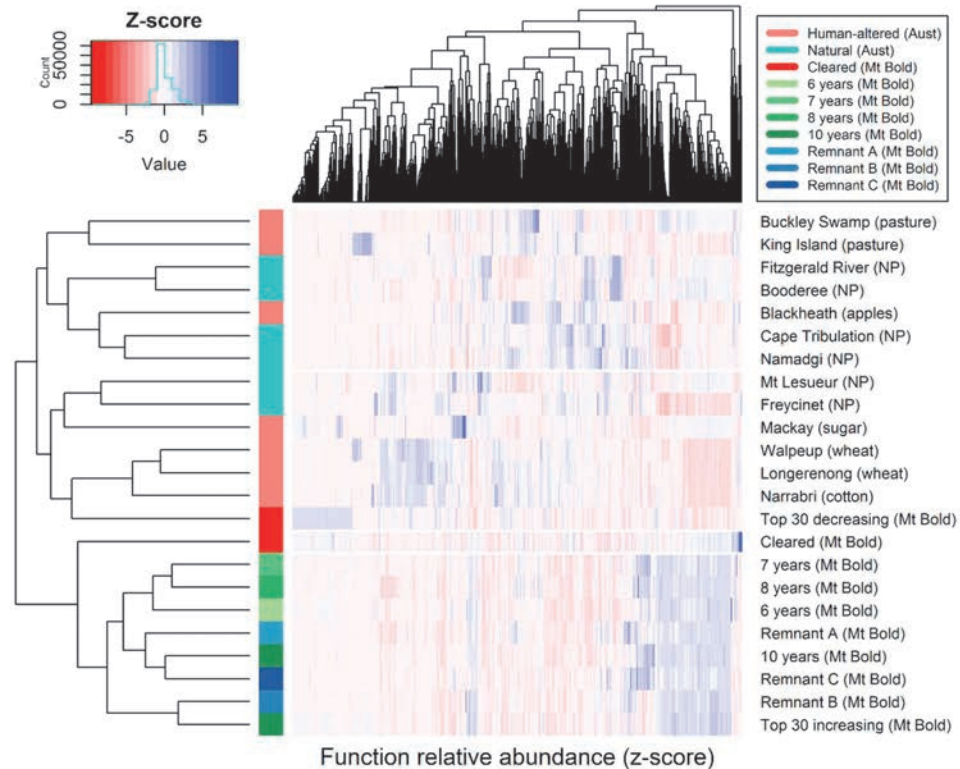 Z-score
Count
0 50000
-5 0 5
Value
Human-altered (Aust)
Natural (Aust)
Cleared (Mt Bold)
6 years (Mt Bold)
7 years (Mt Bold)
8 years (Mt Bold)
10 years (Mt Bold)
Remnant A (Mt Bold)
Remnant B (Mt Bold)
Remnant C (Mt Bold)
Buckley Swamp (pasture)
King Island (pasture)
Fitzgerald River (NP)
Booderee (NP)
Blackheath (apples)
Cape Tribulation (NP)
Namadgi (NP)
Mt Lesueur (NP)
Freycinet (NP)
Mackay (sugar)
Walpeup (wheat)
Longerenong (wheat)
Narrabri (cotton)
Top 30 decreasing (Mt Bold)
Cleared (Mt Bold)
7 years (Mt Bold)
8 years (Mt Bold)
6 years (Mt Bold)
Remnant A (Mt Bold)
10 years (Mt Bold)
Remnant C (Mt Bold)
Remnant B (Mt Bold)
Top 30 increasing (Mt Bold)
Function relative abundance (z-score)